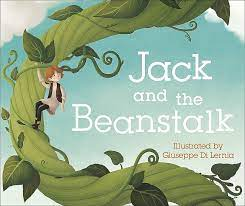 Jack
and the
Beanstalk
Illustrated by
Giuseppe Di Lernia